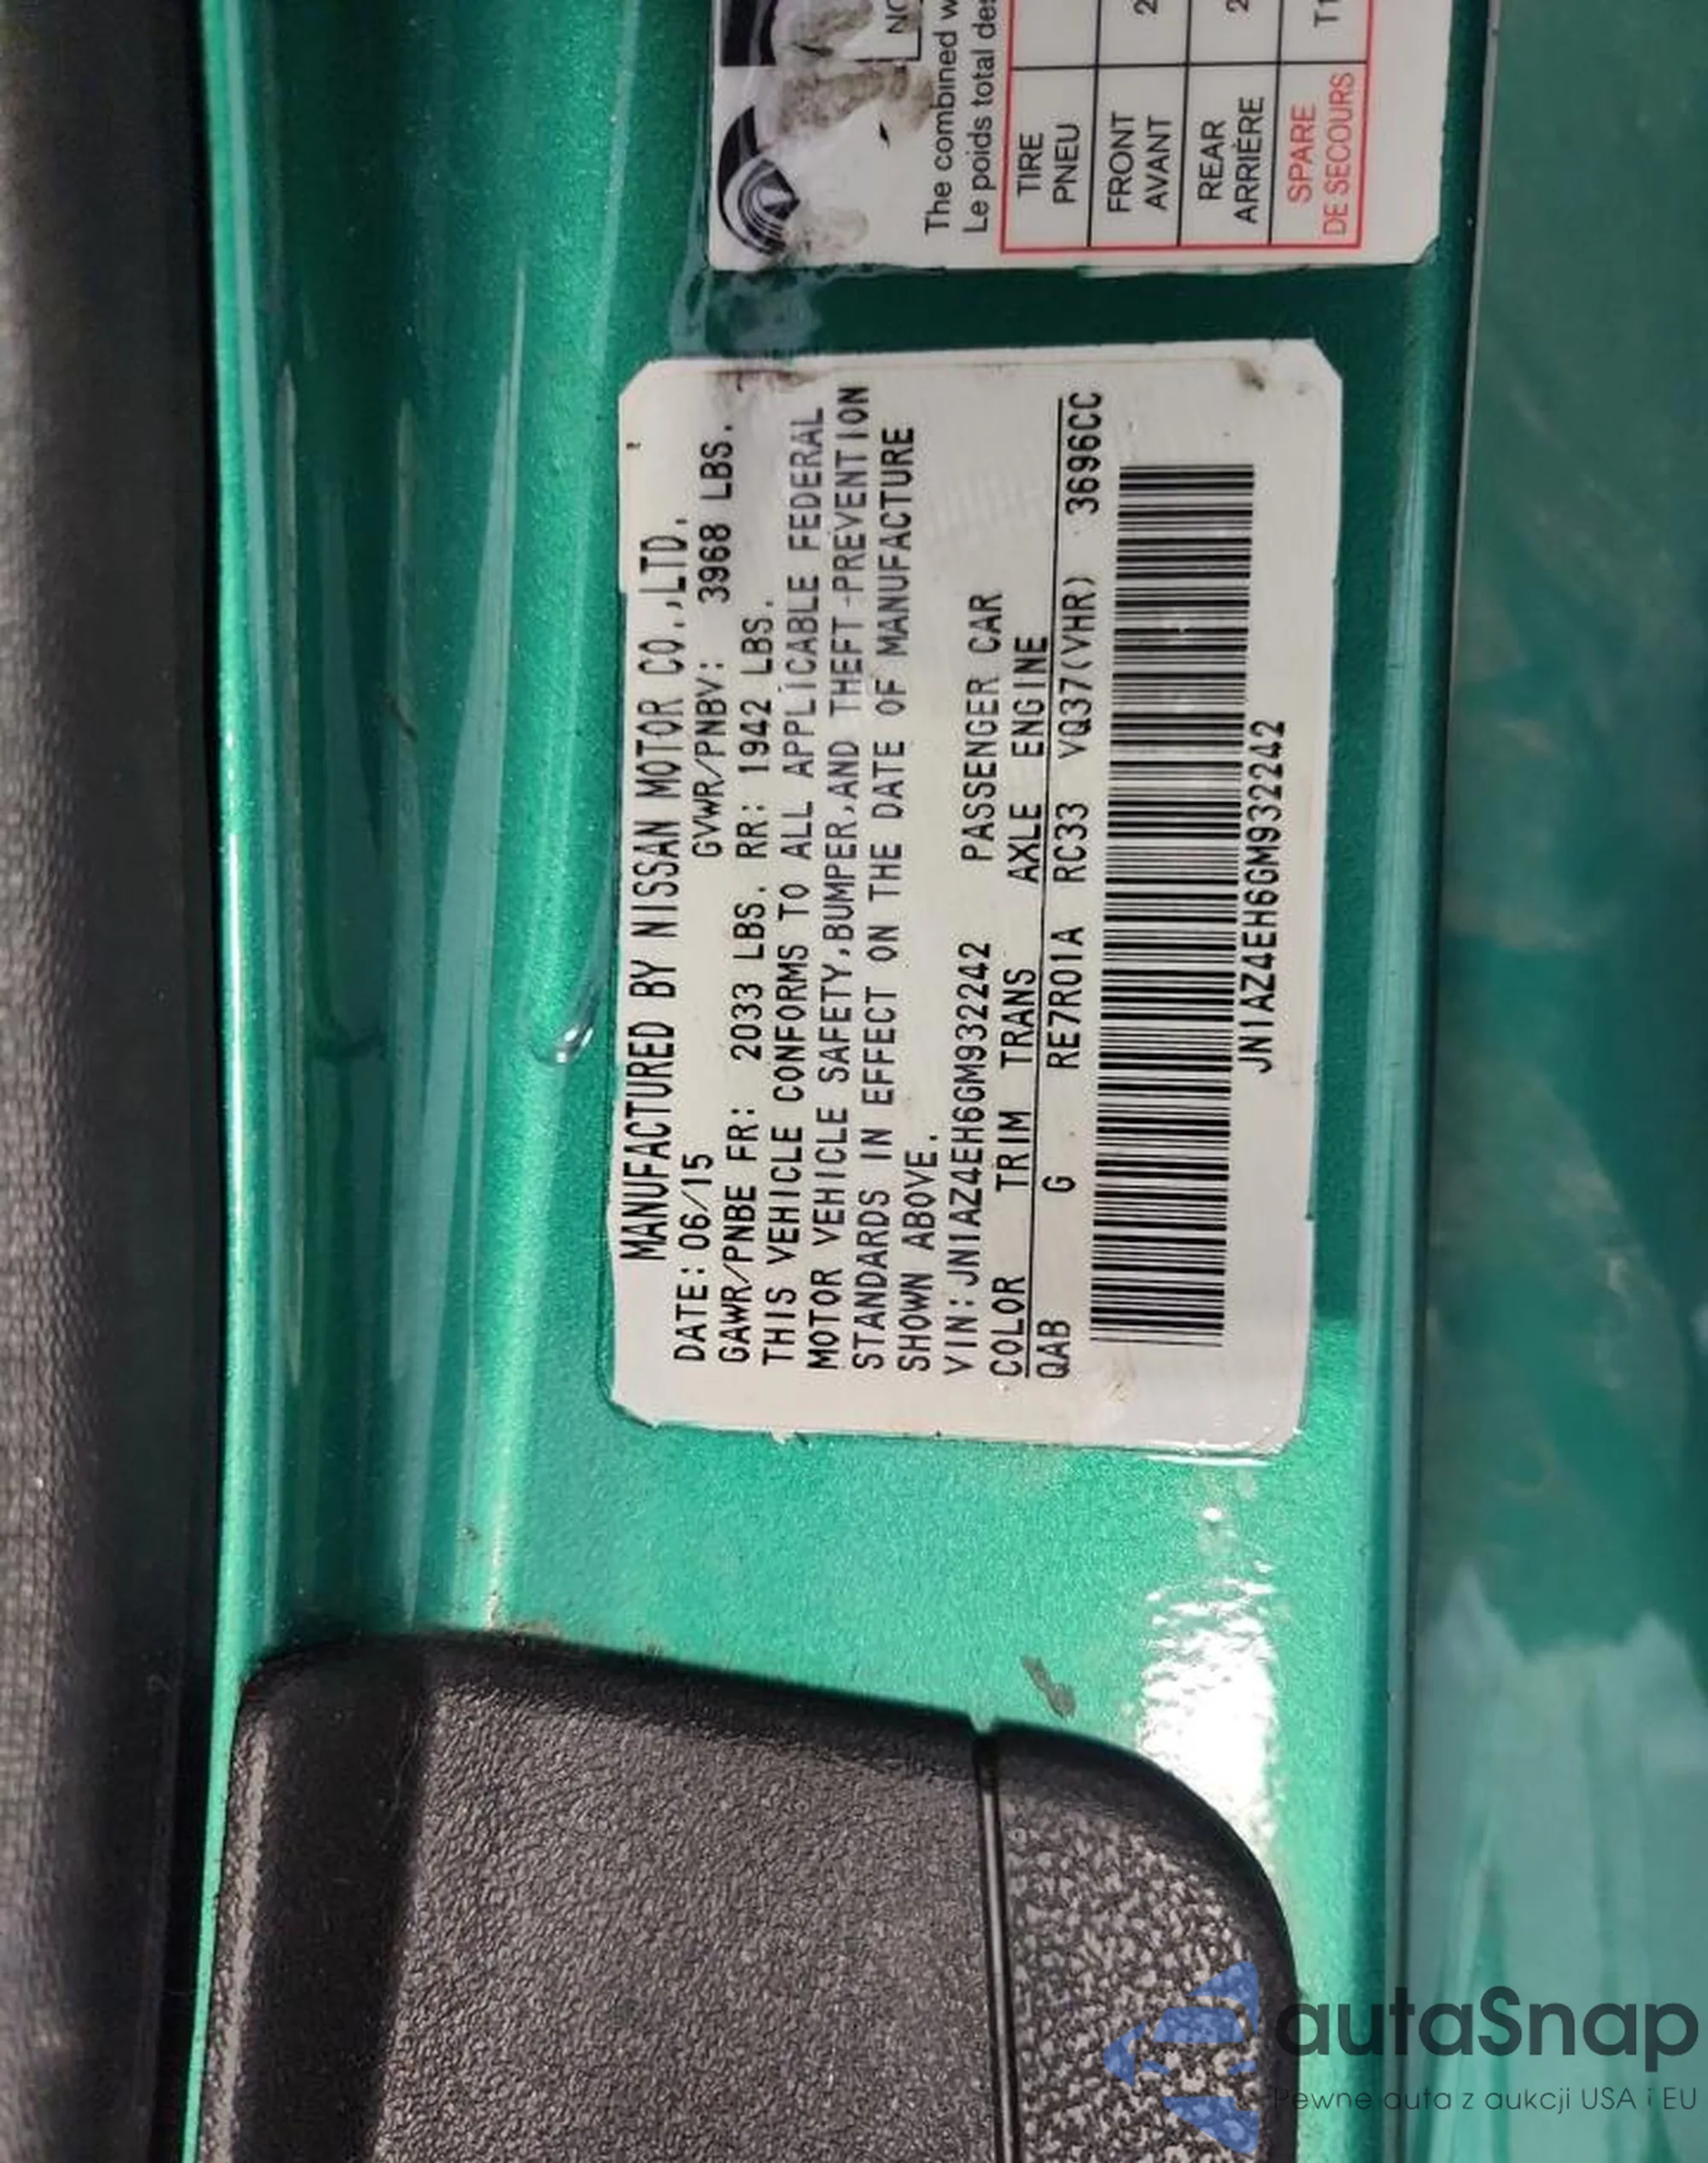 MANUFACTURED BY NISSAN MOTOR CO.,LTD.
DATE:06/15 GVWR/PNBV: 3968 LBS.
GAWR/PNBE FR: 2033 LBS. RR: 1942 LBS.
THIS VEHICLE CONFORMS TO ALL APPLICABLE FEDERAL
MOTOR VEHICLE SAFETY,BUMPER,AND THEFT PREVENTION
STANDARDS IN EFFECT ON THE DATE OF MANUFACTURE
SHOWN ABOVE.
VIN:JN1AZ4EH6GM932242 PASSENGER CAR
COLOR TRIM TRANS AXLE ENGINE
QAB G RE7R01A RC33 VQ37(VHR) 3696CC
JN1AZ4EH6GM932242
The combined
Le poids total
TIRE
PNEU
FRONT
AVANT
2
REAR
ARRIÈRE
2
SPARE
DE SECOURS
T1
autaSnap
Pewne auta z aukcji USA i EU